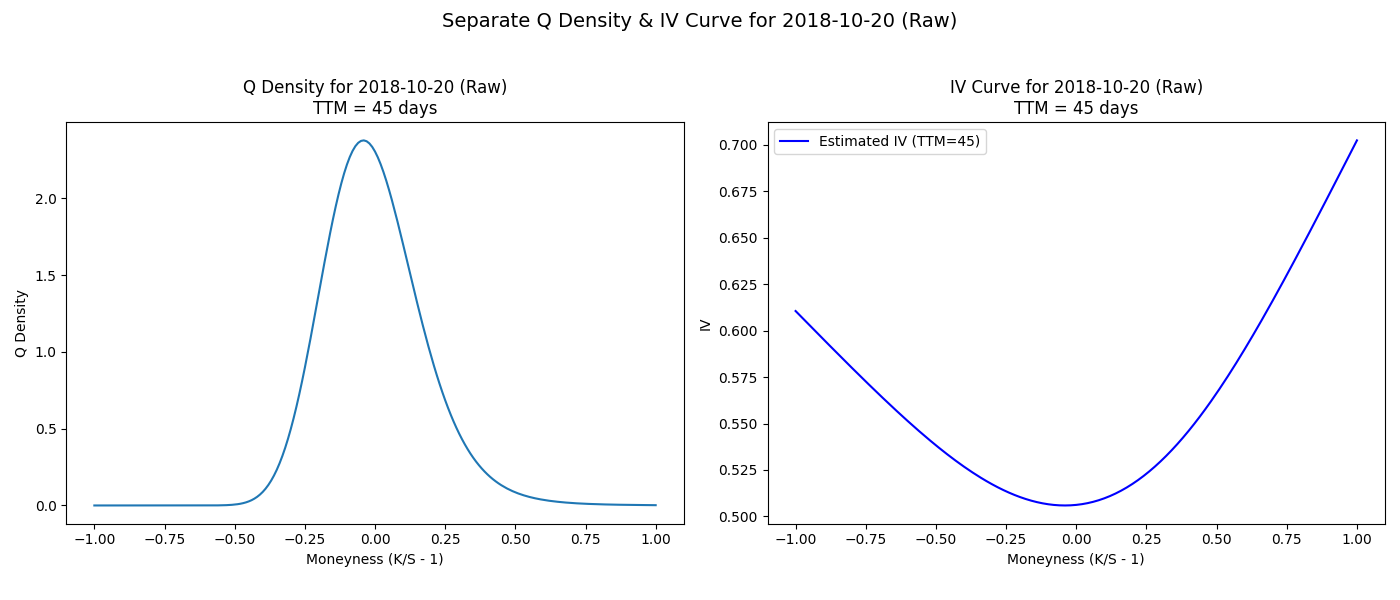 Separate Q Density & IV Curve for 2018-10-20 (Raw)
Q Density for 2018-10-20 (Raw)
TTM = 45 days
Q Density
2.0
1.5
1.0
0.5
0.0
−1.00 −0.75 −0.50 −0.25 0.00 0.25 0.50 0.75 1.00
Moneyness (K/S - 1)
IV Curve for 2018-10-20 (Raw)
TTM = 45 days
Estimated IV (TTM=45)
IV
0.700
0.675
0.650
0.625
0.600
0.575
0.550
0.525
0.500
−1.00 −0.75 −0.50 −0.25 0.00 0.25 0.50 0.75 1.00
Moneyness (K/S - 1)